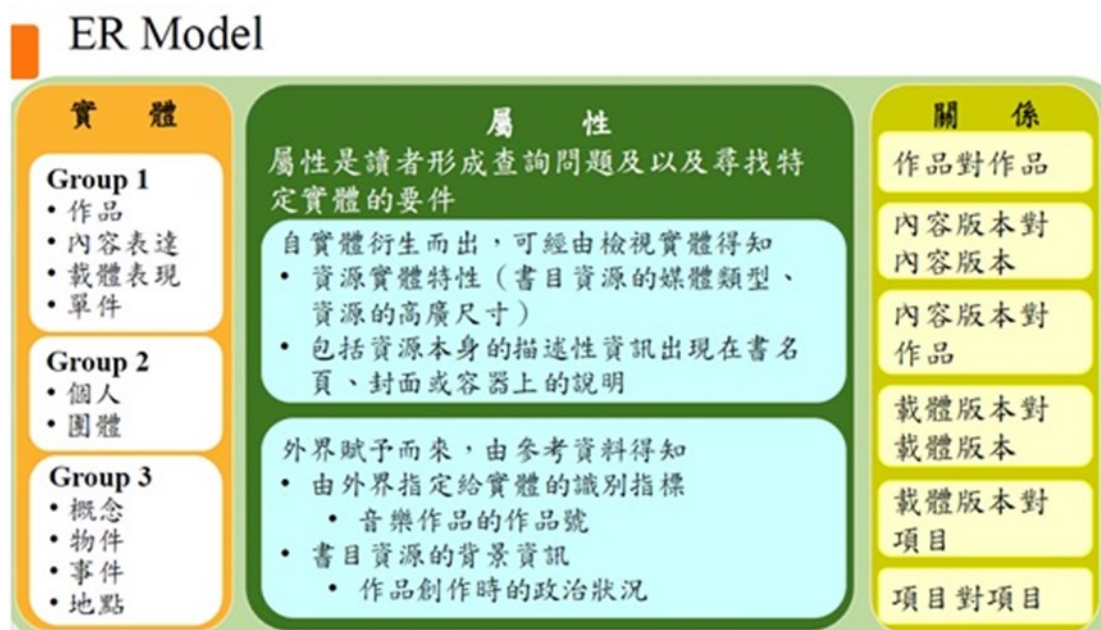 ER Model
實 體
Group 1
• 作品
• 內容表達
• 載體表現
• 單件
Group 2
• 個人
• 團體
Group 3
• 概念
• 物件
• 事件
• 地點
屬 性
屬性是讀者形成查詢問題及以及尋找特
定實體的要件
自實體衍生而出，可經由檢視實體得知
• 資源實體特性（書目資源的媒體類型、
資源的高廣尺寸）
• 包括資源本身的描述性資訊出現在書名
頁、封面或容器上的說明
外界賦予而來，由參考資料得知
• 由外界指定給實體的識別指標
• 音樂作品的作品號
• 書目資源的背景資訊
• 作品創作時的政治狀況
關 係
作品對作品
內容版本對
內容版本
內容版本對
作品
載體版本對
載體版本
載體版本對
項目
項目對項目